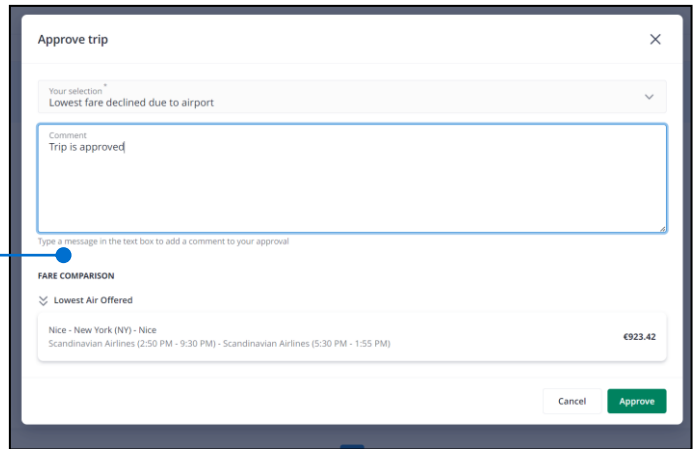 Approve trip
Your selection *
Lowest fare declined due to airport
Comment
Trip is approved
Type a message in the text box to add a comment to your approval
FARE COMPARISON
Lowest Air Offered
Nice - New York (NY) - Nice
€923.42
Scandinavian Airlines (2:50 PM - 9:30 PM) - Scandinavian Airlines (5:30 PM - 1:55 PM)
Cancel
Approve